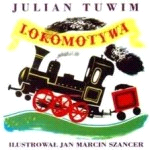 JULIAN TUWIM
LOKOMOTYWA
ILUSTROWAŁ JAN MARCIN SZANCER